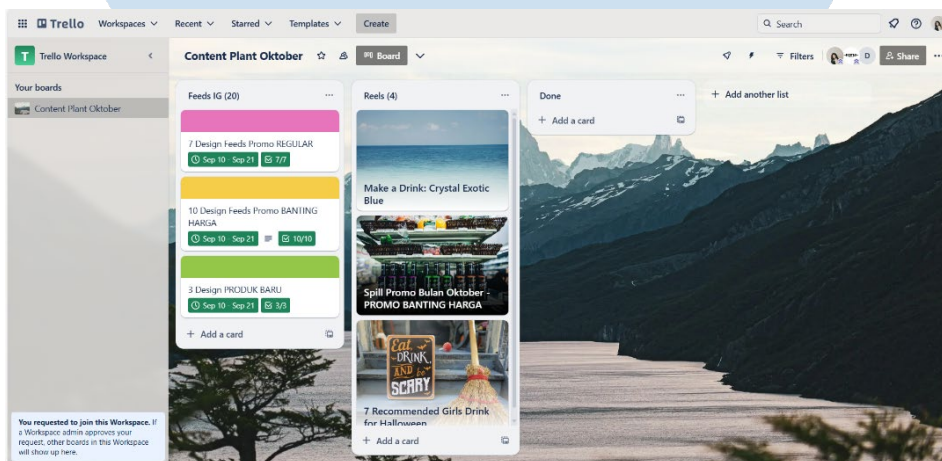 Trello
Workspaces
Recent
Starred
Templates
Create
Search
T
Trello Workspace
Content Plant Oktober
Board
Filters
D
Share
Your boards
Content Plant Oktober
Feeds IG (20)
7 Design Feeds Promo REGULAR
Sep 10 - Sep 21
7/7
10 Design Feeds Promo BANTING
HARGA
Sep 10 - Sep 21
10/10
3 Design PRODUK BARU
Sep 10 - Sep 21
3/3
+ Add a card
Reels (4)
Make a Drink: Crystal Exotic
Blue
Spill Promo Bulan Oktober -
PROMO BANTING HARGA
Eat,
DRINK,
AND be
SCARY
7 Recommended Girls Drink
for Halloween
+ Add a card
Done
+ Add a card
+ Add another list
You requested to join this Workspace. If
a Workspace admin approves your
request, other boards in this Workspace
will show up here.